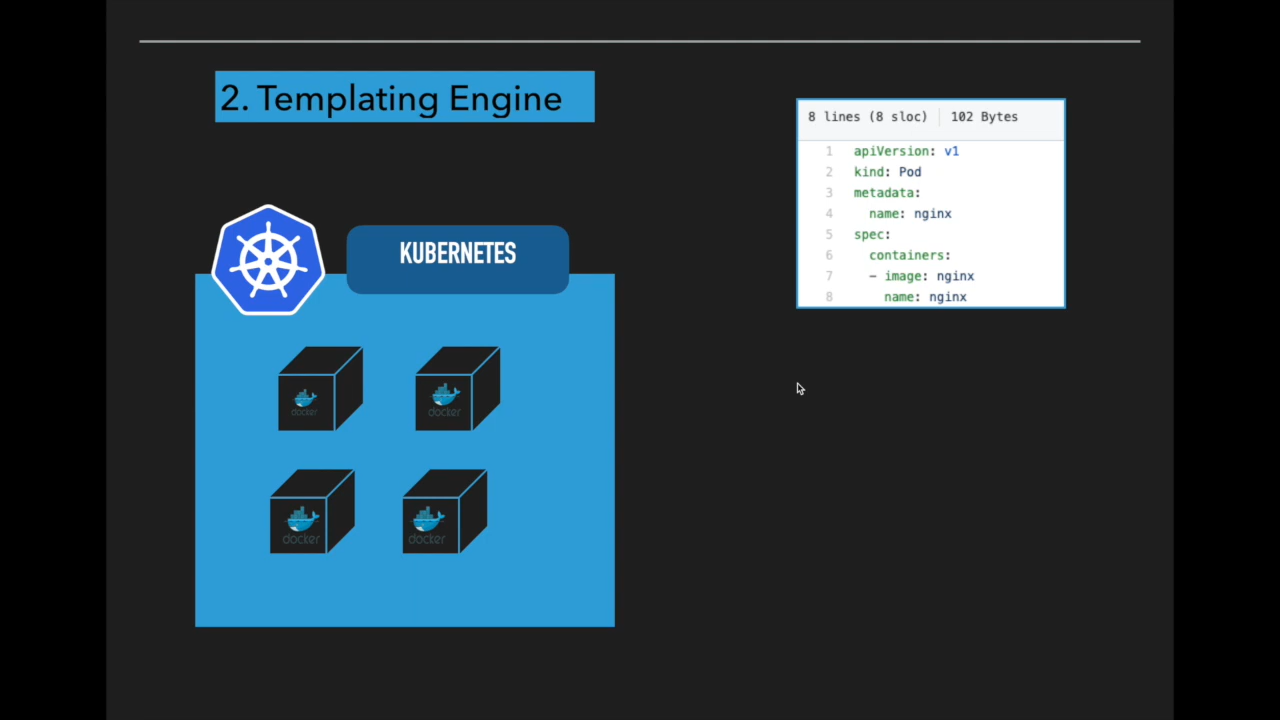 2. Templating Engine
8 lines (8 sloc) 102 Bytes
1 apiVersion: v1
2 kind: Pod
3 metadata:
4 name: nginx
5 spec:
6 containers:
7 - image: nginx
8 name: nginx
KUBERNETES
docker
docker
docker
docker